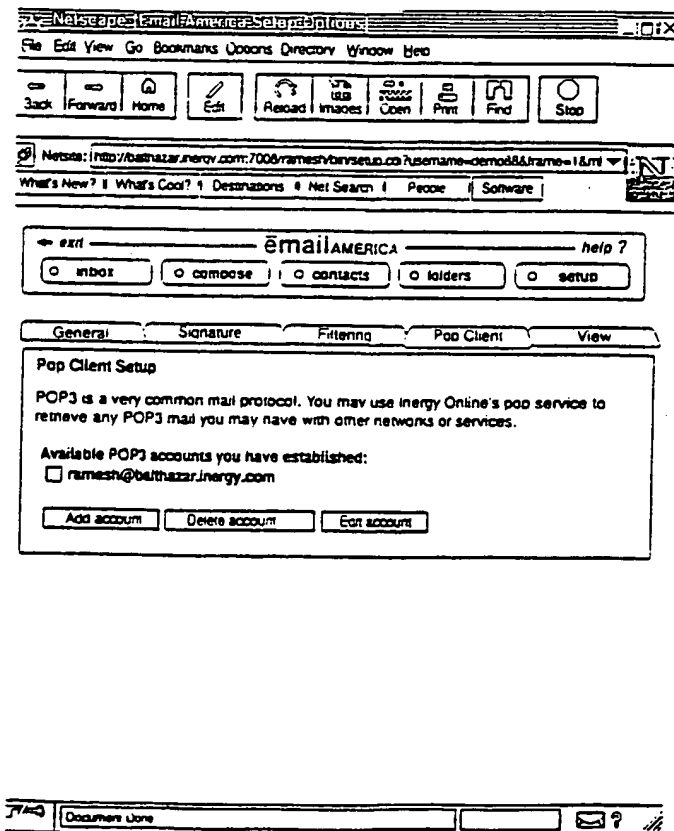 Netscape - [Email America Setup Options]
File Edit View Go Bookmarks Options Directory Window Help
Back Forward Home Edit Reload Images Open Print Find Stop
Netsite: http://balthazar.inergy.com:7006/ramesh/bin/setup.cgi?username=demo88&frame=1&ml
What's New? What's Cool? Destinations Net Search People Software
exit ēmailAMERICA help ?
inbox compose contacts folders setup
General Signature Filtering Pop Client View
Pop Client Setup
POP3 is a very common mail protocol. You may use Inergy Online's pop service to
retrieve any POP3 mail you may have with other networks or services.
Available POP3 accounts you have established:
ramesh@balthazar.inergy.com
Add account Delete account Edit account
Document Done
?